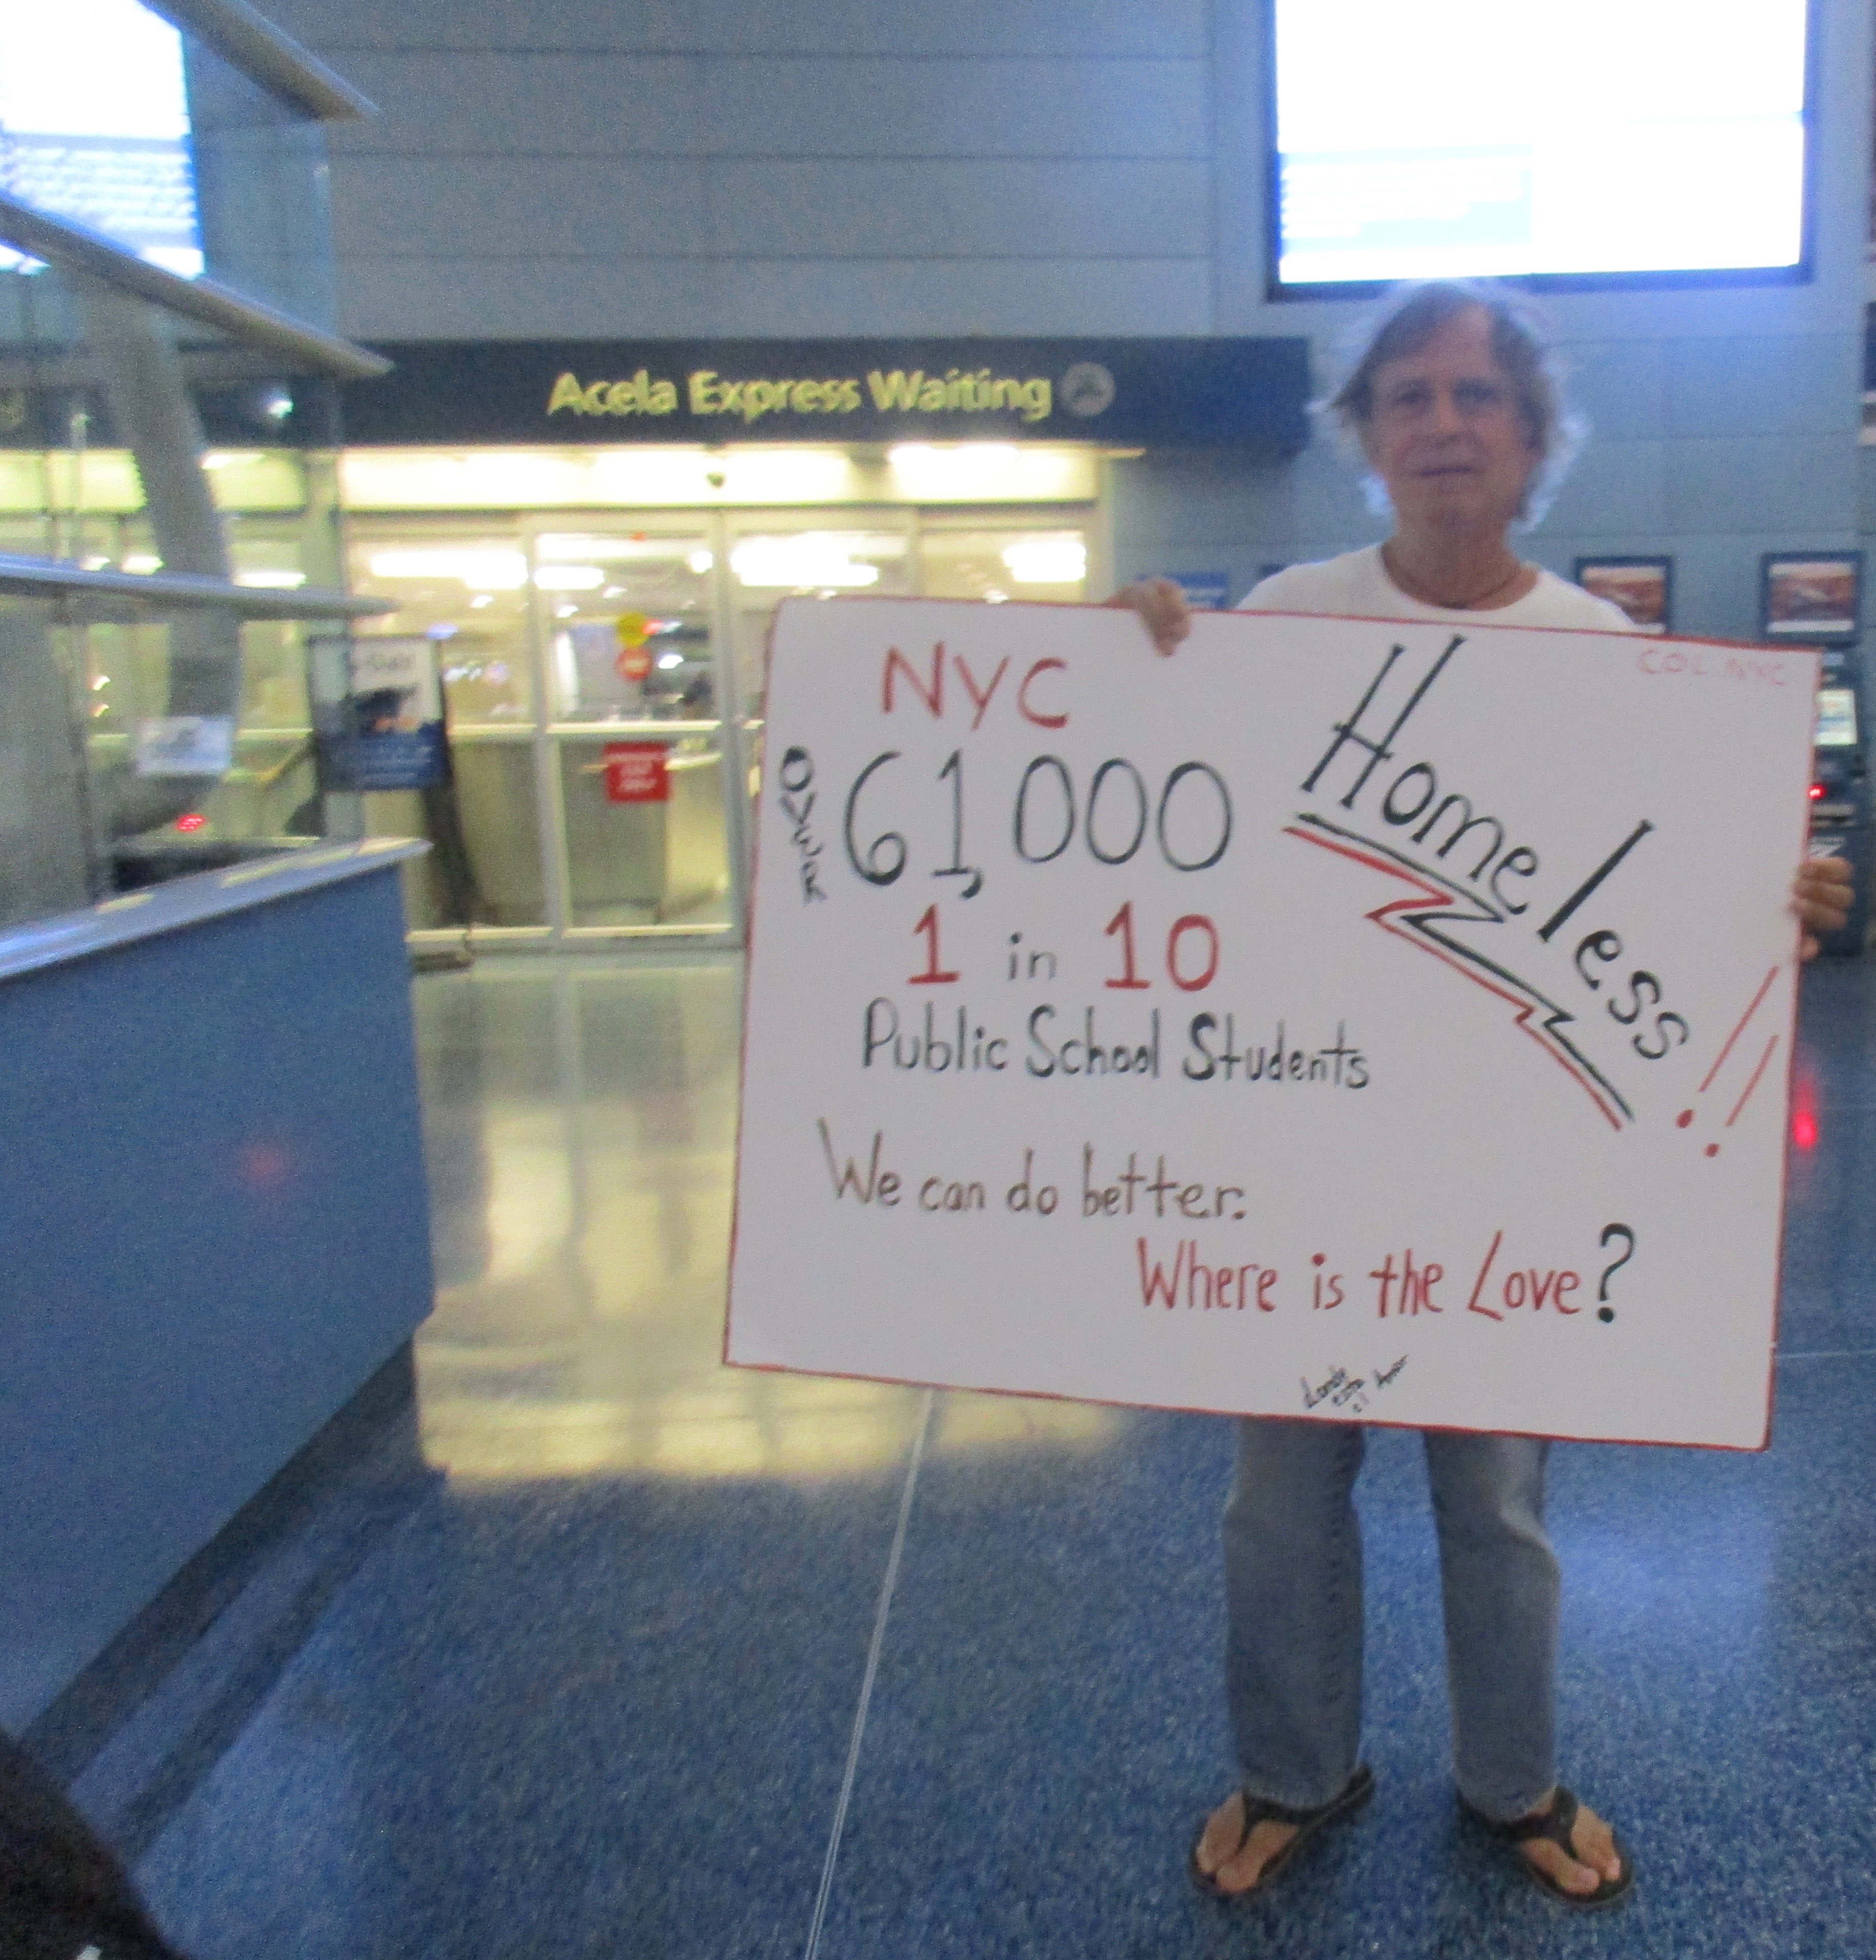 Acela Express Waiting
NYC
OVER
61,000
Homeless!!
1 in 10
Public School Students
We can do better.
Where is the Love?